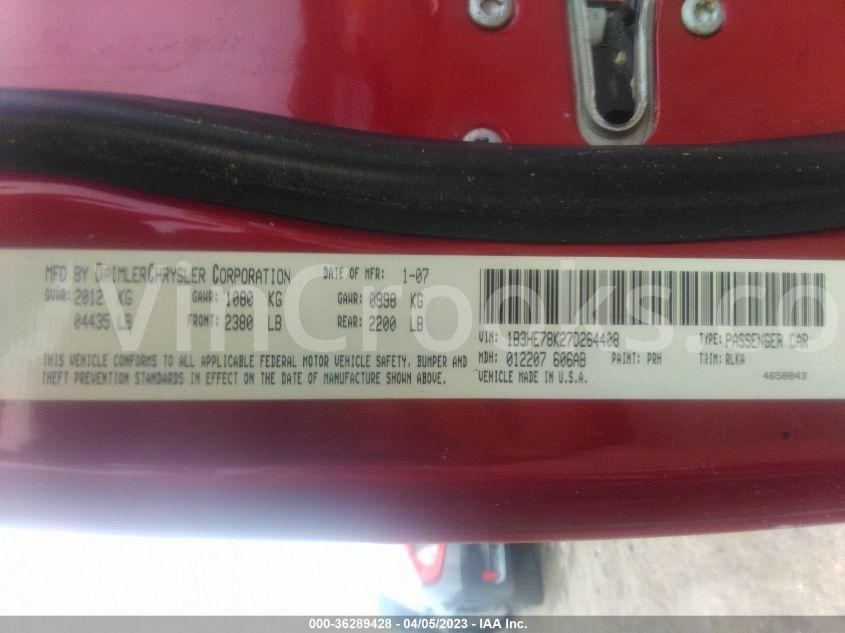 MFD BY DAIMLERCHRYSLER CORPORATION DATE OF MFR: 1-07
GVWR: 2012 KG GAWR: 1080 KG GAWR: 0998 KG
04435 LB FRONT: 2380 LB REAR: 2200 LB
THIS VEHICLE CONFORMS TO ALL APPLICABLE FEDERAL MOTOR VEHICLE SAFETY, BUMPER AND
THEFT PREVENTION STANDARDS IN EFFECT ON THE DATE OF MANUFACTURE SHOWN ABOVE.
VIN: 1B3HE78K27D264408 TYPE: PASSENGER CAR
MDH: 012207 606AB PAINT: PRH TRIM: RLKA
VEHICLE MADE IN U.S.A. 4658843
VinCrooks.com
000-36289428 - 04/05/2023 - IAA Inc.